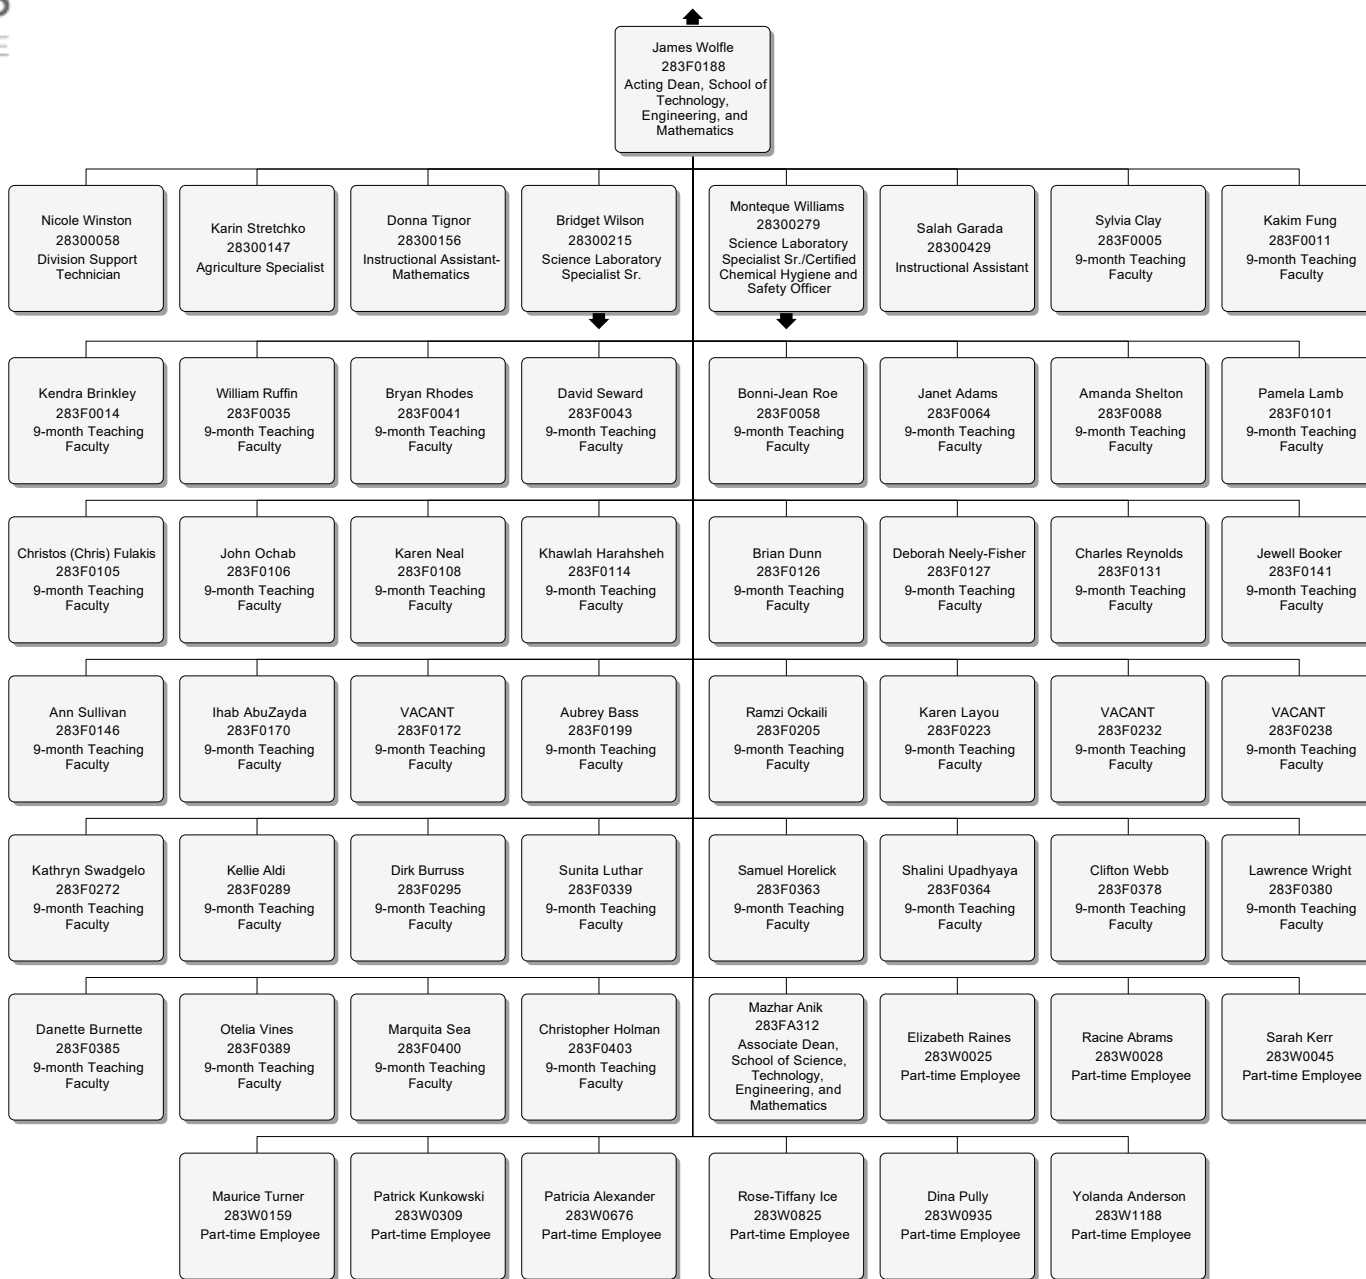 James Wolfle
283F0188
Acting Dean, School of
Technology,
Engineering, and
Mathematics
Nicole Winston
28300058
Division Support
Technician
Karin Stretchko
28300147
Agriculture Specialist
Donna Tignor
28300156
Instructional Assistant-
Mathematics
Bridget Wilson
28300215
Science Laboratory
Specialist Sr.
Monteque Williams
28300279
Science Laboratory
Specialist Sr./Certified
Chemical Hygiene and
Safety Officer
Salah Garada
28300429
Instructional Assistant
Sylvia Clay
283F0005
9-month Teaching
Faculty
Kakim Fung
283F0011
9-month Teaching
Faculty
Kendra Brinkley
283F0014
9-month Teaching
Faculty
William Ruffin
283F0035
9-month Teaching
Faculty
Bryan Rhodes
283F0041
9-month Teaching
Faculty
David Seward
283F0043
9-month Teaching
Faculty
Bonni-Jean Roe
283F0058
9-month Teaching
Faculty
Janet Adams
283F0064
9-month Teaching
Faculty
Amanda Shelton
283F0088
9-month Teaching
Faculty
Pamela Lamb
283F0101
9-month Teaching
Faculty
Christos (Chris) Fulakis
283F0105
9-month Teaching
Faculty
John Ochab
283F0106
9-month Teaching
Faculty
Karen Neal
283F0108
9-month Teaching
Faculty
Khawlah Harahsheh
283F0114
9-month Teaching
Faculty
Brian Dunn
283F0126
9-month Teaching
Faculty
Deborah Neely-Fisher
283F0127
9-month Teaching
Faculty
Charles Reynolds
283F0131
9-month Teaching
Faculty
Jewell Booker
283F0141
9-month Teaching
Faculty
Ann Sullivan
283F0146
9-month Teaching
Faculty
Ihab AbuZayda
283F0170
9-month Teaching
Faculty
VACANT
283F0172
9-month Teaching
Faculty
Aubrey Bass
283F0199
9-month Teaching
Faculty
Ramzi Ockaili
283F0205
9-month Teaching
Faculty
Karen Layou
283F0223
9-month Teaching
Faculty
VACANT
283F0232
9-month Teaching
Faculty
VACANT
283F0238
9-month Teaching
Faculty
Kathryn Swadgelo
283F0272
9-month Teaching
Faculty
Kellie Aldi
283F0289
9-month Teaching
Faculty
Dirk Burruss
283F0295
9-month Teaching
Faculty
Sunita Luthar
283F0339
9-month Teaching
Faculty
Samuel Horelick
283F0363
9-month Teaching
Faculty
Shalini Upadhyaya
283F0364
9-month Teaching
Faculty
Clifton Webb
283F0378
9-month Teaching
Faculty
Lawrence Wright
283F0380
9-month Teaching
Faculty
Danette Burnette
283F0385
9-month Teaching
Faculty
Otelia Vines
283F0389
9-month Teaching
Faculty
Marquita Sea
283F0400
9-month Teaching
Faculty
Christopher Holman
283F0403
9-month Teaching
Faculty
Mazhar Anik
283FA312
Associate Dean,
School of Science,
Technology,
Engineering, and
Mathematics
Elizabeth Raines
283W0025
Part-time Employee
Racine Abrams
283W0028
Part-time Employee
Sarah Kerr
283W0045
Part-time Employee
Maurice Turner
283W0159
Part-time Employee
Patrick Kunkowski
283W0309
Part-time Employee
Patricia Alexander
283W0676
Part-time Employee
Rose-Tiffany Ice
283W0825
Part-time Employee
Dina Pully
283W0935
Part-time Employee
Yolanda Anderson
283W1188
Part-time Employee